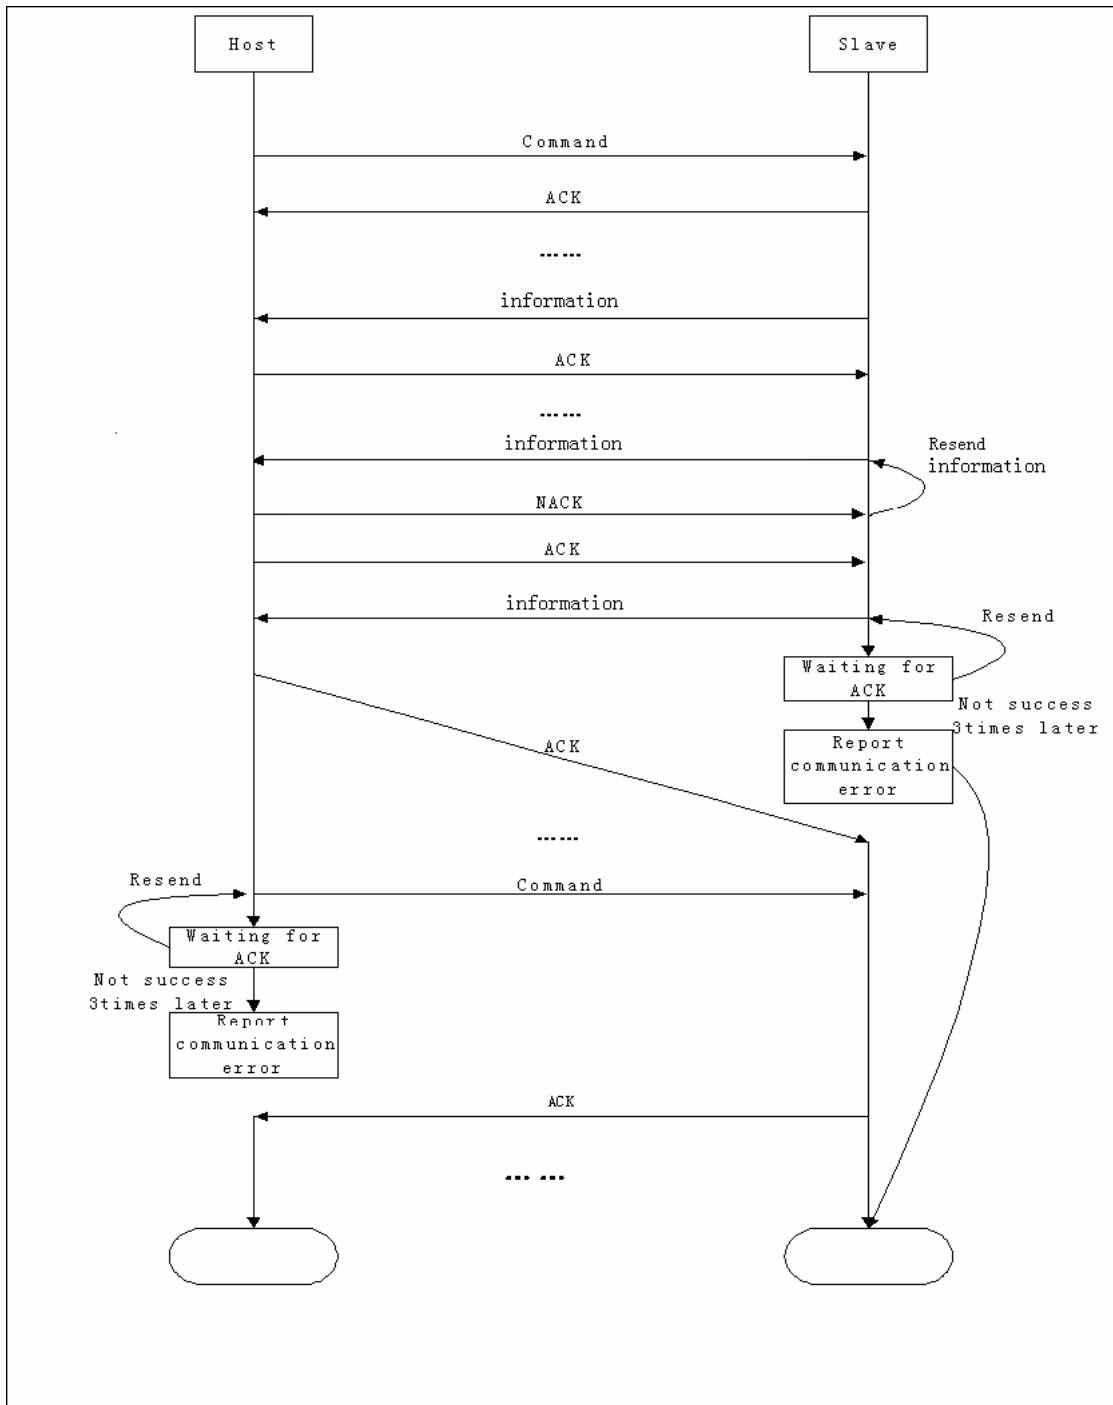 Host
Slave
Command
ACK
……
information
ACK
……
information
Resend
information
NACK
ACK
information
Resend
Waiting for
ACK
Not success
3times later
Report
communication
error
ACK
……
Resend
Command
Waiting for
ACK
Not success
3times later
Report
communication
error
ACK
… …